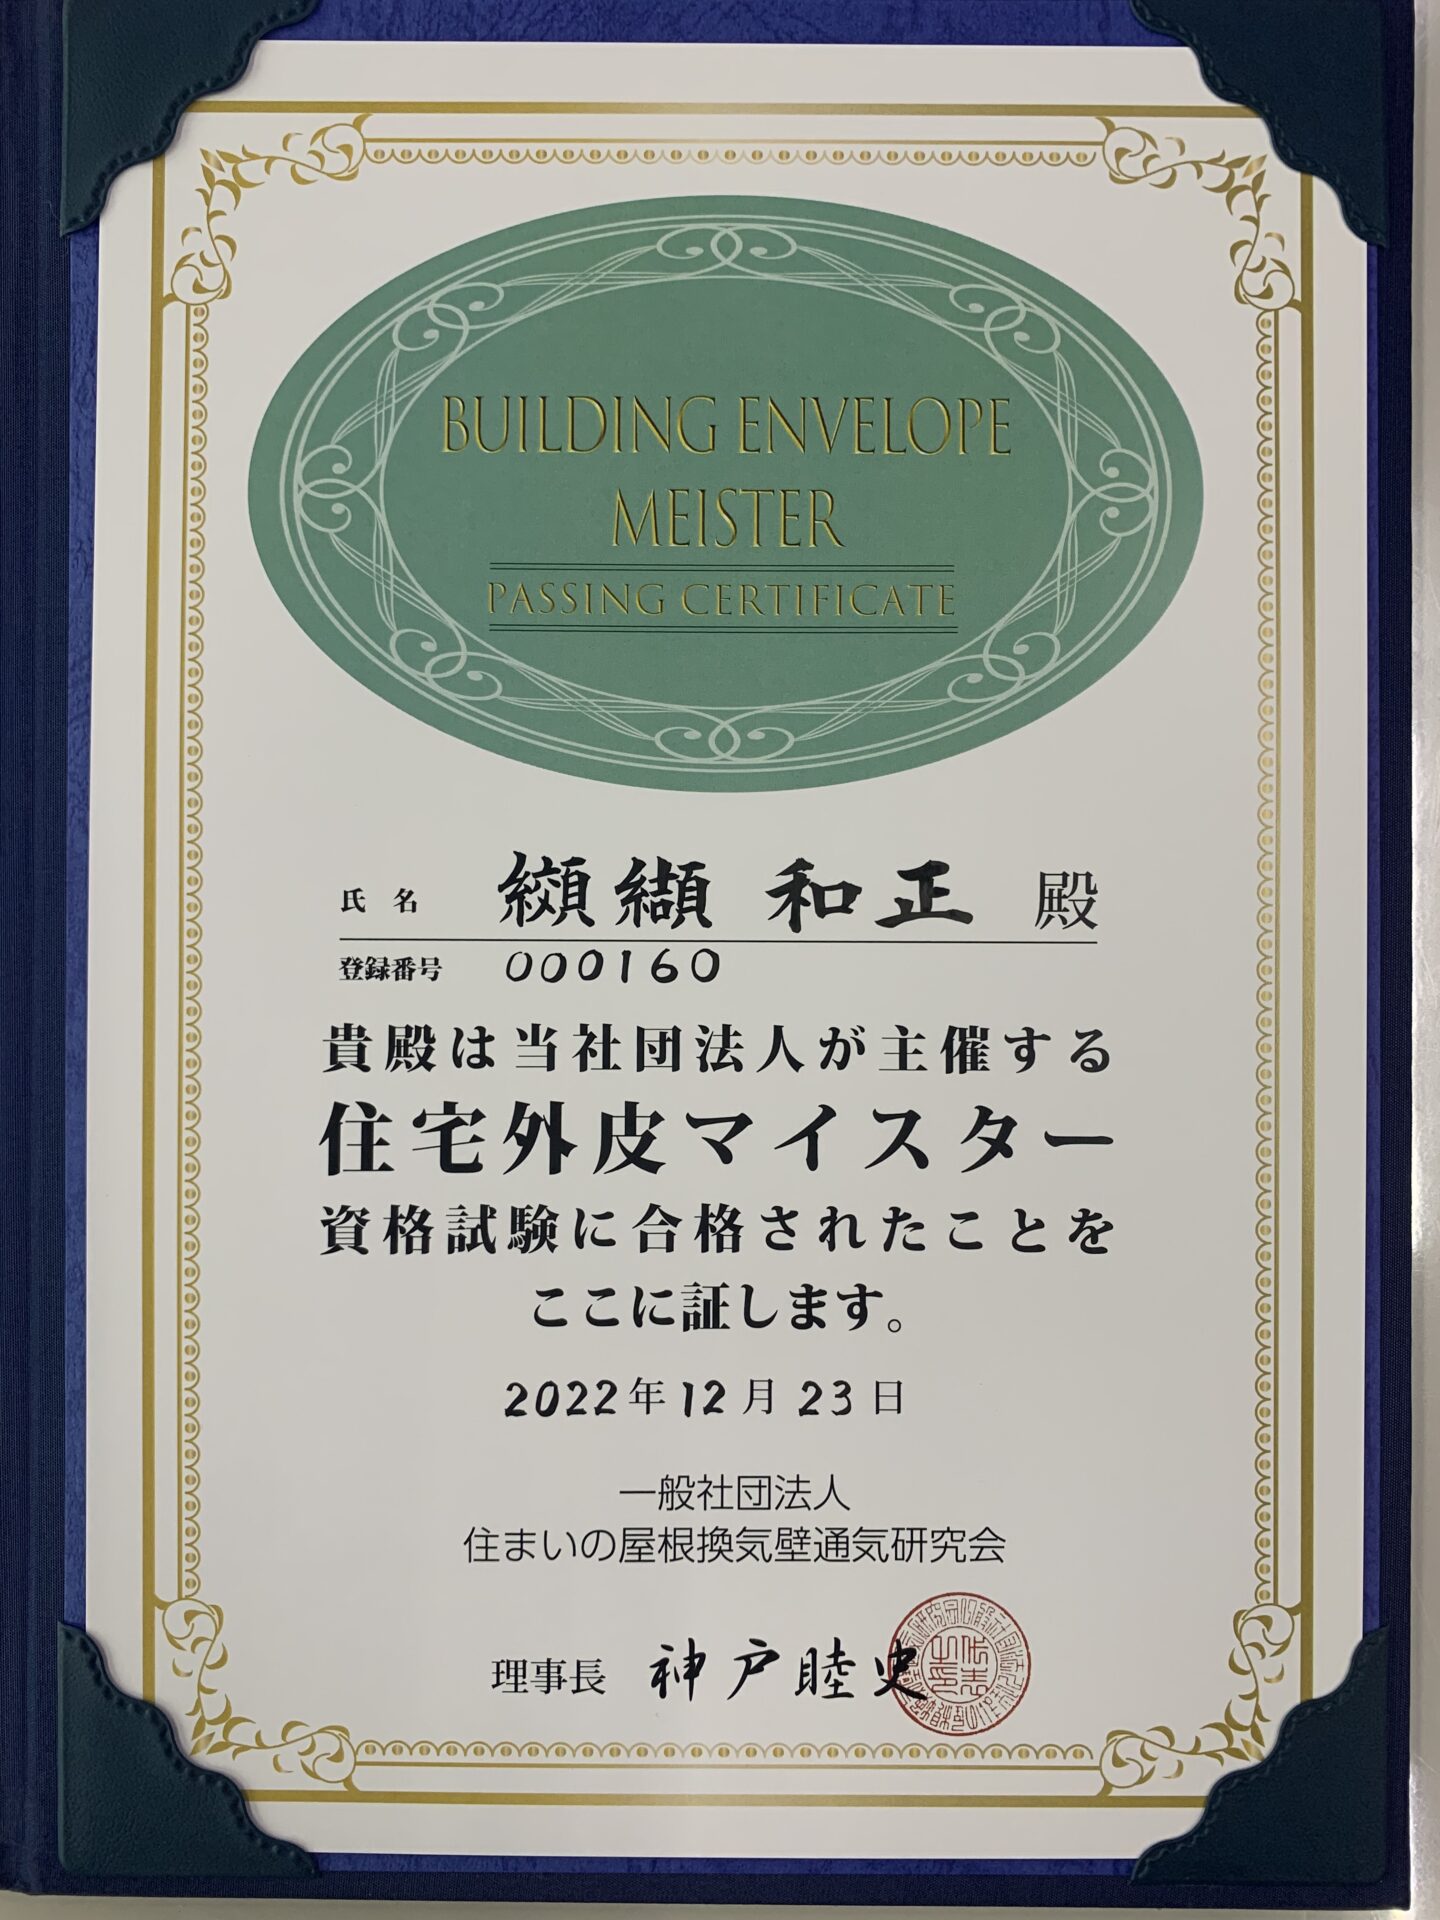 BUILDING ENVELOPE
MEISTER
PASSING CERTIFICATE
氏名 纐纈 和正 殿
登録番号 000160
貴殿は当社団法人が主催する
住宅外皮マイスター
資格試験に合格されたことを
ここに証します。
2022年12月23日
一般社団法人
住まいの屋根換気壁通気研究会
理事長 神戸睦史